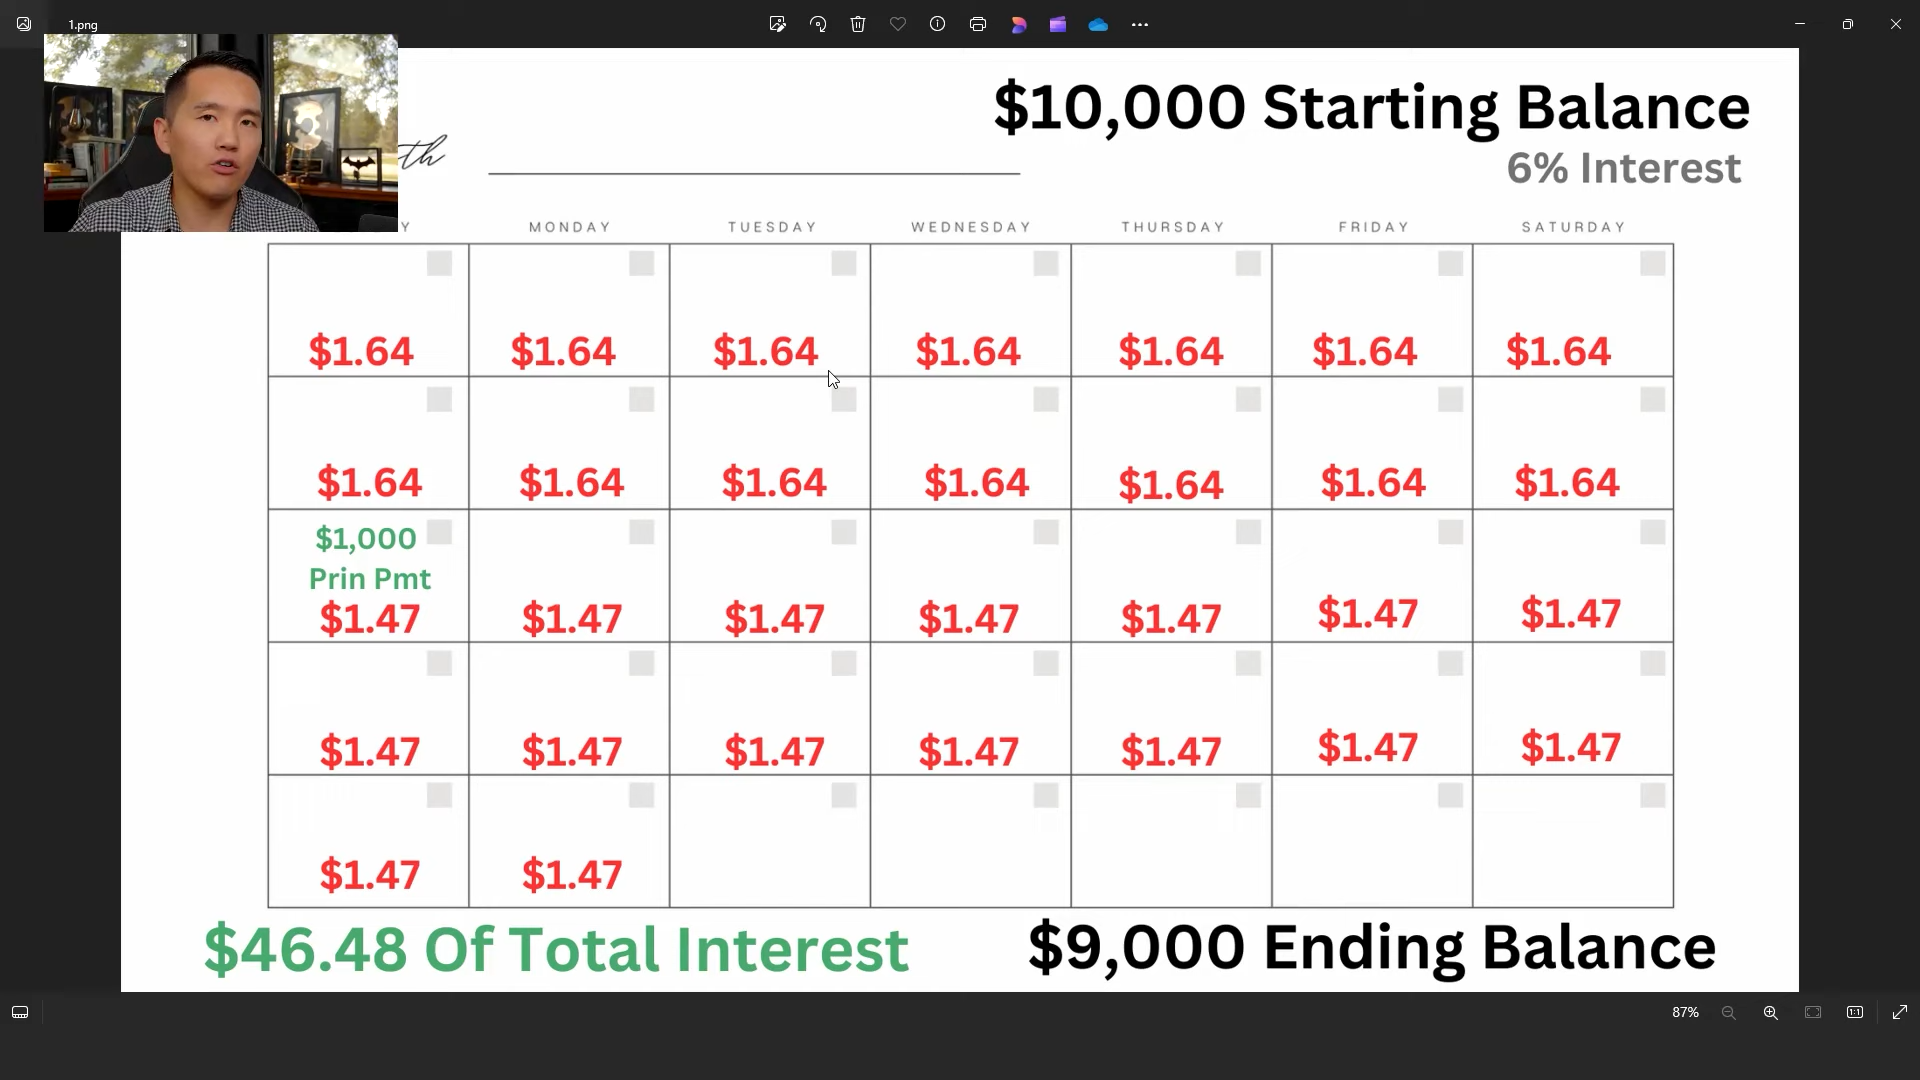 1.png
$10,000 Starting Balance
6% Interest
th
Y MONDAY TUESDAY WEDNESDAY THURSDAY FRIDAY SATURDAY
$1.64 $1.64 $1.64 $1.64 $1.64 $1.64 $1.64
$1.64 $1.64 $1.64 $1.64 $1.64 $1.64 $1.64
$1,000
Prin Pmt
$1.47 $1.47 $1.47 $1.47 $1.47 $1.47 $1.47
$1.47 $1.47 $1.47 $1.47 $1.47 $1.47 $1.47
$1.47 $1.47
$46.48 Of Total Interest $9,000 Ending Balance
87%
1:1